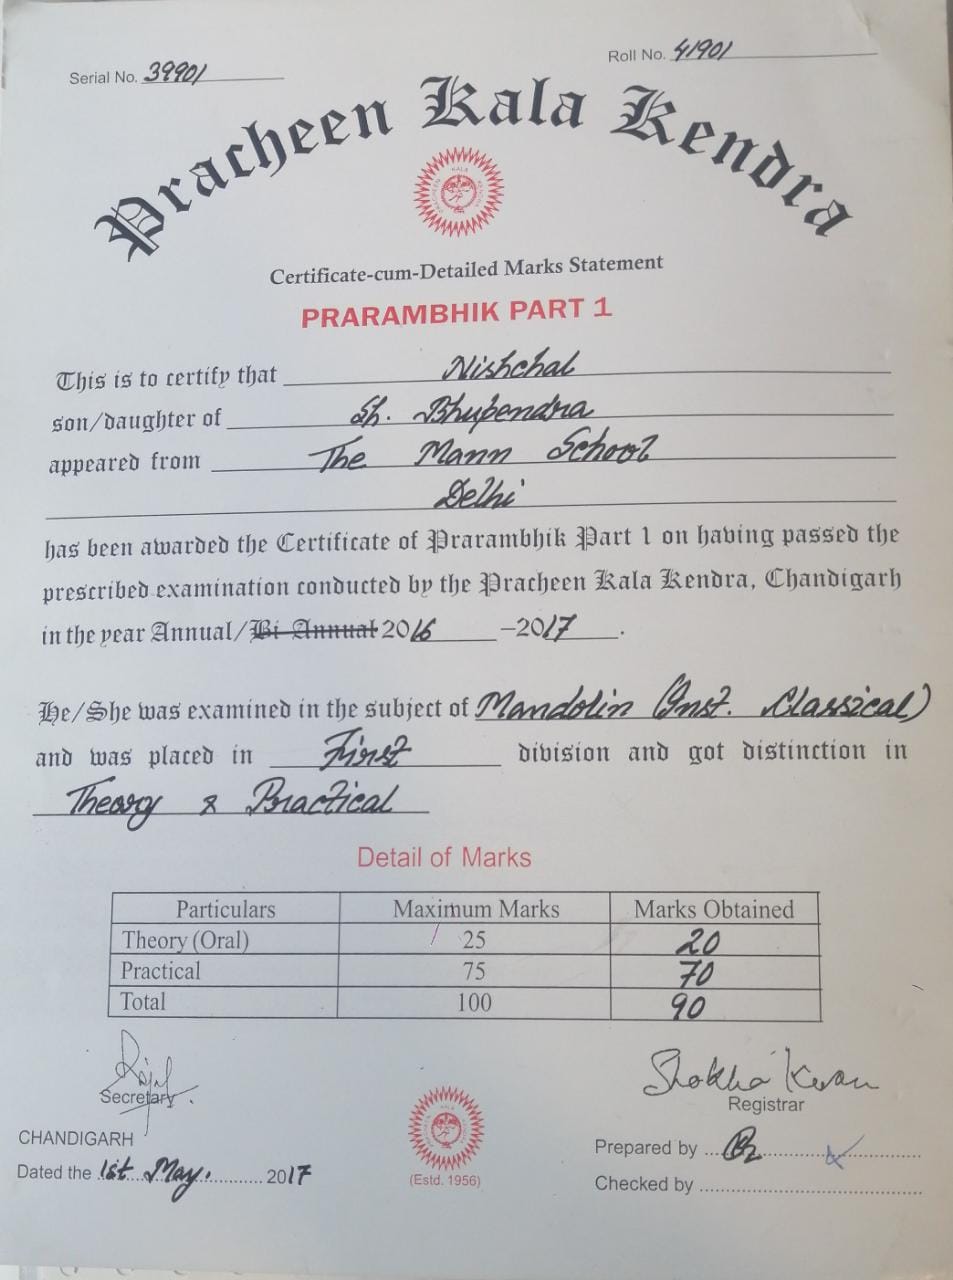 Serial No. 39901
Roll No. 41901
Pracheen Kala Kendra
PRACHEEN KALA KENDRA
Certificate-cum-Detailed Marks Statement
PRARAMBHIK PART 1
This is to certify that Nishchal
son/daughter of Sh. Bhupendra
appeared from The Mann School
Delhi
has been awarded the Certificate of Prarambhik Part 1 on having passed the
prescribed examination conducted by the Pracheen Kala Kendra, Chandigarh
in the year Annual/Bi-Annual 2016 –2017.
He/She was examined in the subject of Mandolin (Inst. Classical)
and was placed in First division and got distinction in
Theory & Practical
Detail of Marks
Particulars Maximum Marks Marks Obtained
Theory (Oral) 25 20
Practical 75 70
Total 100 90
Secretary
Registrar
CHANDIGARH
Prepared by
Dated the 1st May. 2017
(Estd. 1956)
Checked by